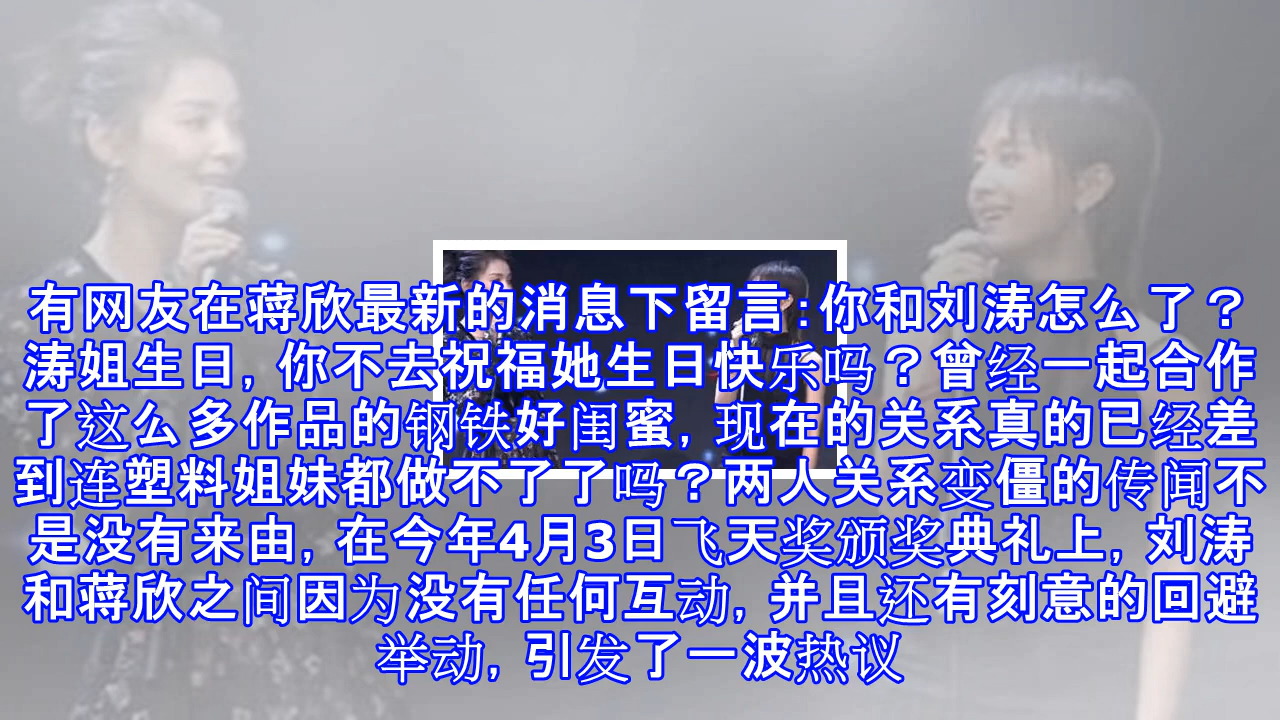 有网友在蒋欣最新的消息下留言:你和刘涛怎么了？
涛姐生日,你不去祝福她生日快乐吗？曾经一起合作
了这么多作品的钢铁好闺蜜,现在的关系真的已经差
到连塑料姐妹都做不了了吗？两人关系变僵的传闻不
是没有来由,在今年4月3日飞天奖颁奖典礼上,刘涛
和蒋欣之间因为没有任何互动,并且还有刻意的回避
举动,引发了一波热议